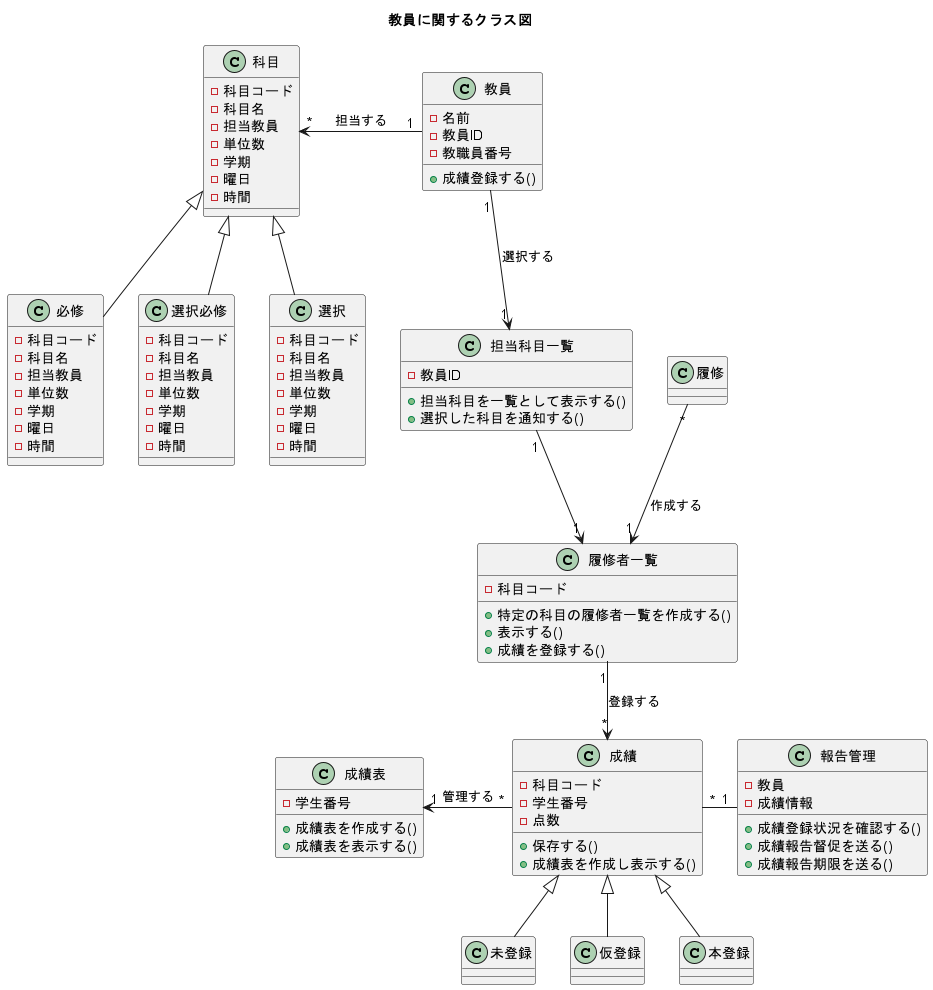 教員に関するクラス図
C 科目
科目コード
科目名
担当教員
単位数
学期
曜日
時間
* 担当する 1
C 教員
名前
教員ID
教職員番号
成績登録する()
1
選択する
1
C 必修
科目コード
科目名
担当教員
単位数
学期
曜日
時間
C 選択必修
科目コード
科目名
担当教員
単位数
学期
曜日
時間
C 選択
科目コード
科目名
担当教員
単位数
学期
曜日
時間
C 担当科目一覧
教員ID
担当科目を一覧として表示する()
選択した科目を通知する()
C 履修
1
*
作成する
1
1
C 履修者一覧
科目コード
特定の科目の履修者一覧を作成する()
表示する()
成績を登録する()
1
登録する
*
C 成績表
学生番号
成績表を作成する()
成績表を表示する()
1 管理する *
C 成績
科目コード
学生番号
点数
保存する()
成績表を作成し表示する()
* 1
C 報告管理
教員
成績情報
成績登録状況を確認する()
成績報告督促を送る()
成績報告期限を送る()
C 未登録
C 仮登録
C 本登録